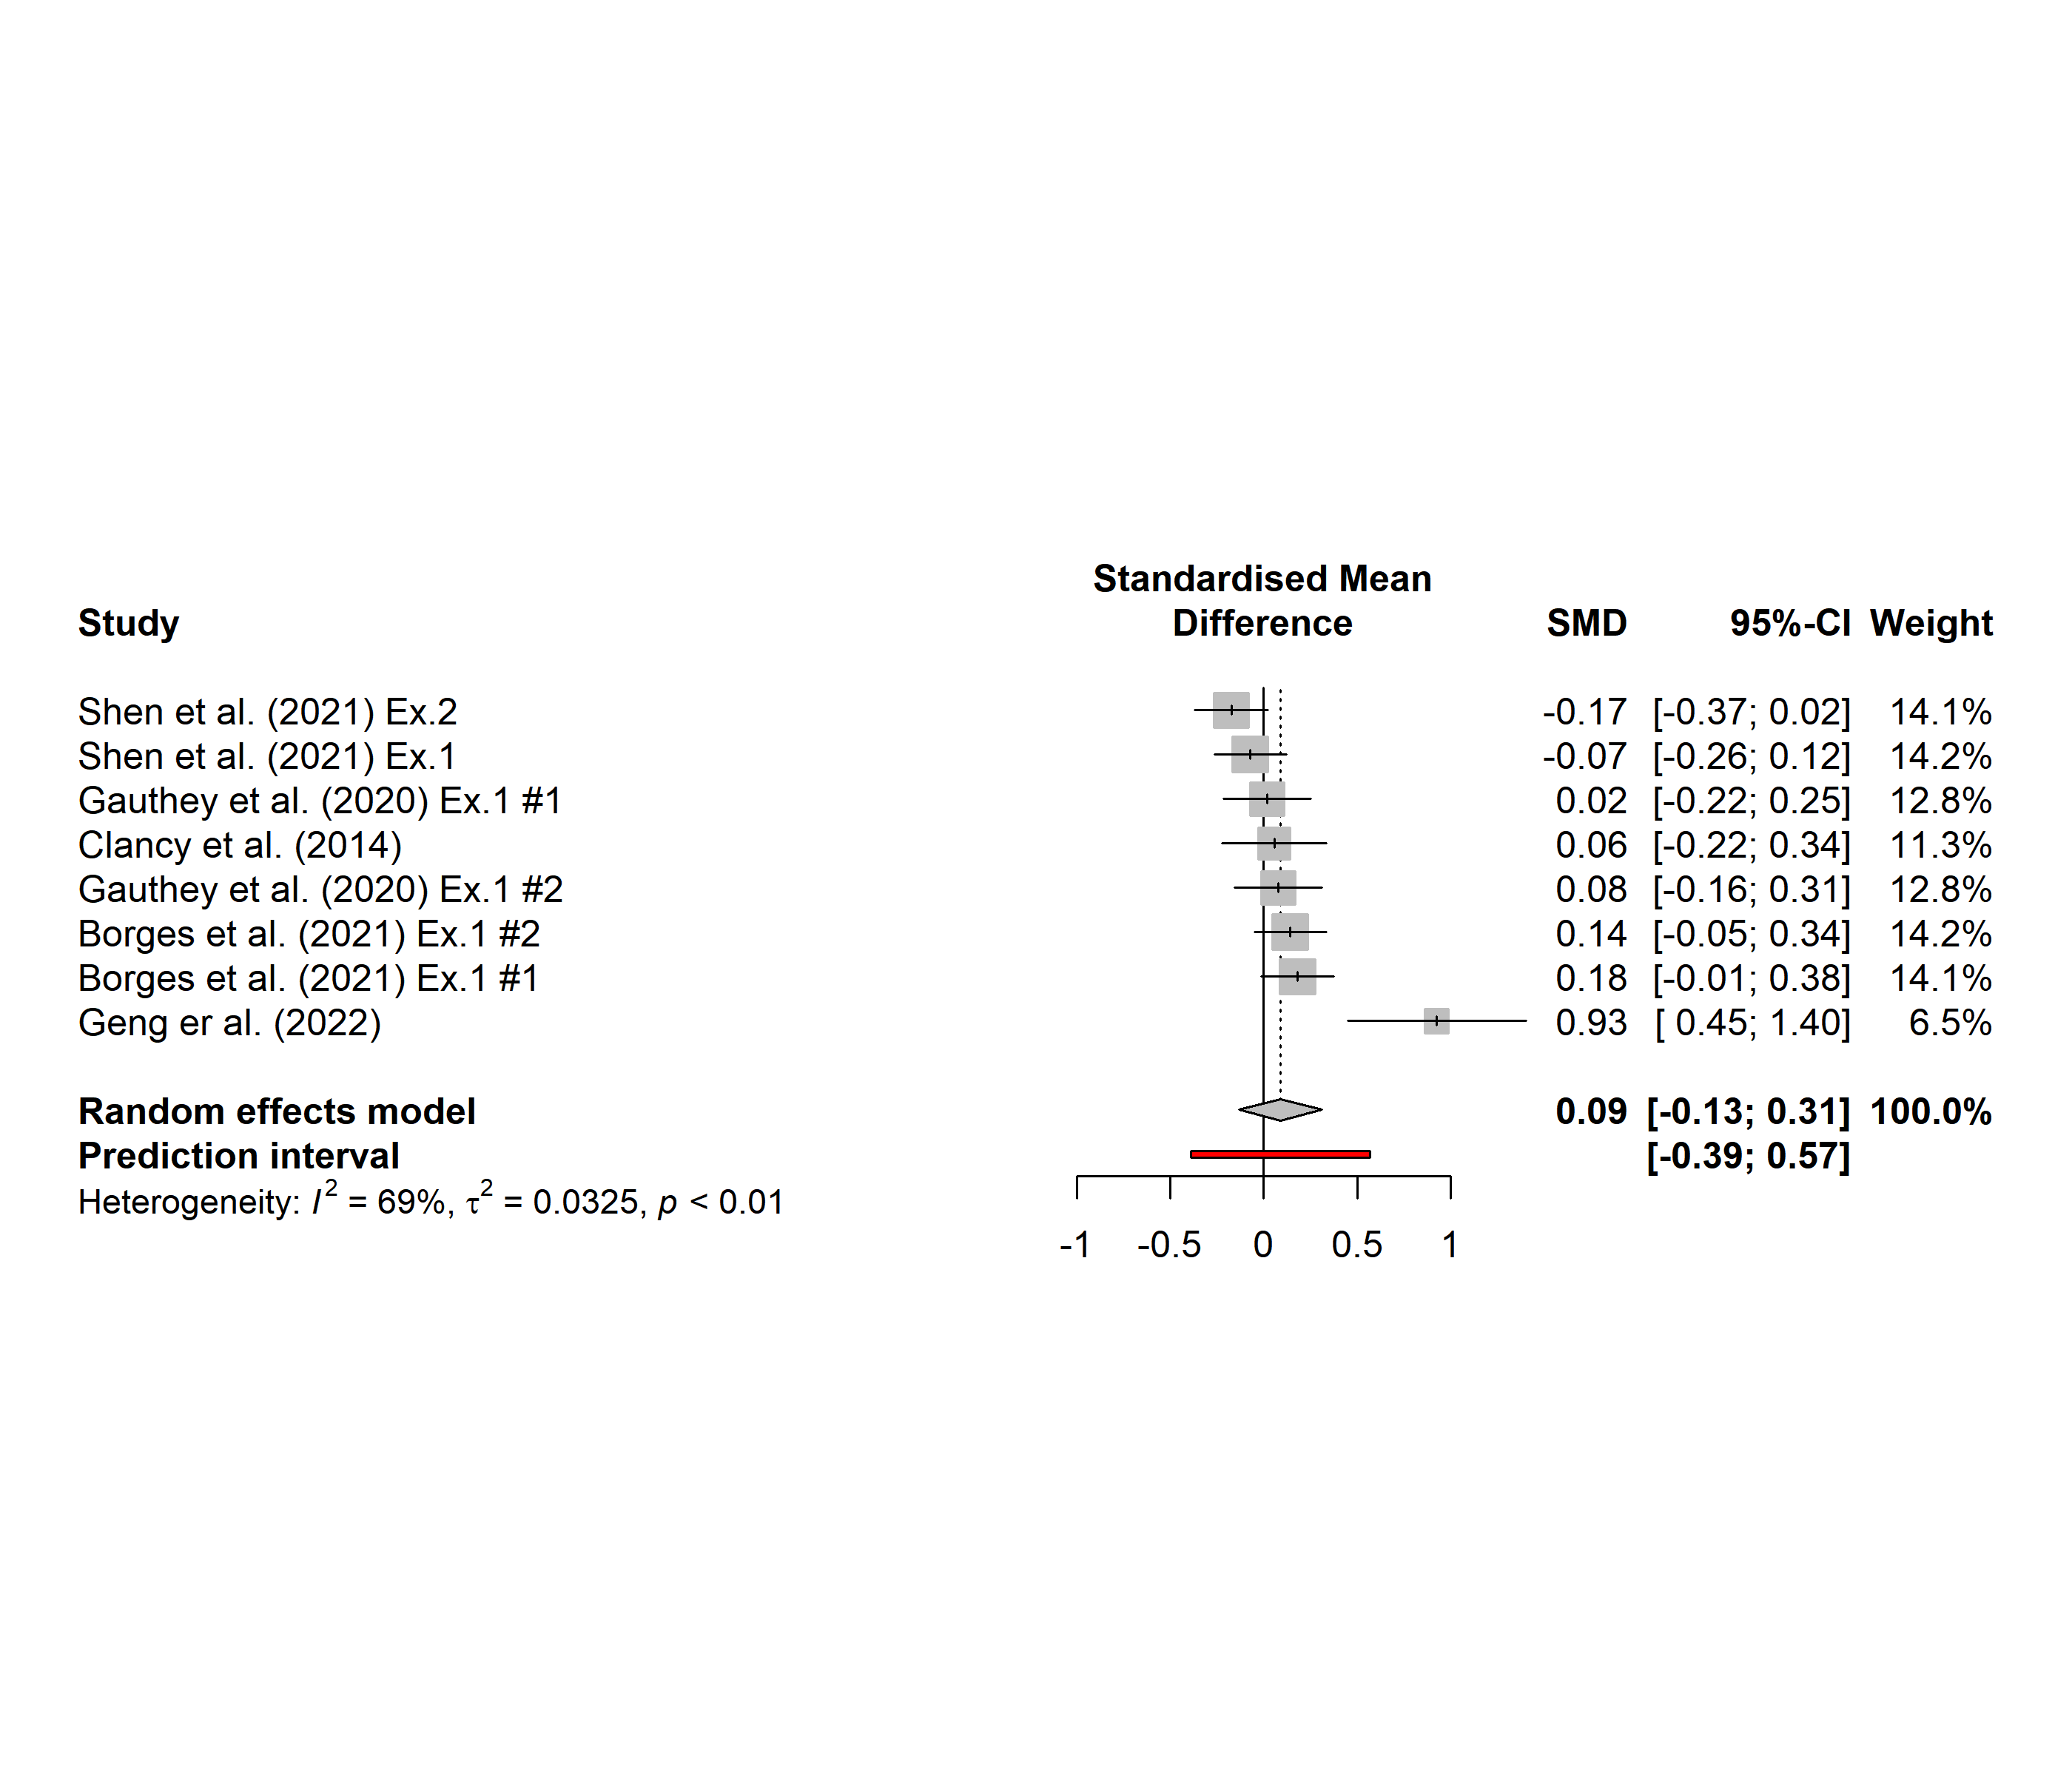 Standardised Mean
Study Difference SMD 95%-CI Weight
Shen et al. (2021) Ex.2 -0.17 [-0.37; 0.02] 14.1%
Shen et al. (2021) Ex.1 -0.07 [-0.26; 0.12] 14.2%
Gauthey et al. (2020) Ex.1 #1 0.02 [-0.22; 0.25] 12.8%
Clancy et al. (2014) 0.06 [-0.22; 0.34] 11.3%
Gauthey et al. (2020) Ex.1 #2 0.08 [-0.16; 0.31] 12.8%
Borges et al. (2021) Ex.1 #2 0.14 [-0.05; 0.34] 14.2%
Borges et al. (2021) Ex.1 #1 0.18 [-0.01; 0.38] 14.1%
Geng er al. (2022) 0.93 [ 0.45; 1.40] 6.5%
Random effects model 0.09 [-0.13; 0.31] 100.0%
Prediction interval [-0.39; 0.57]
Heterogeneity: I² = 69%, τ² = 0.0325, p < 0.01
-1 -0.5 0 0.5 1